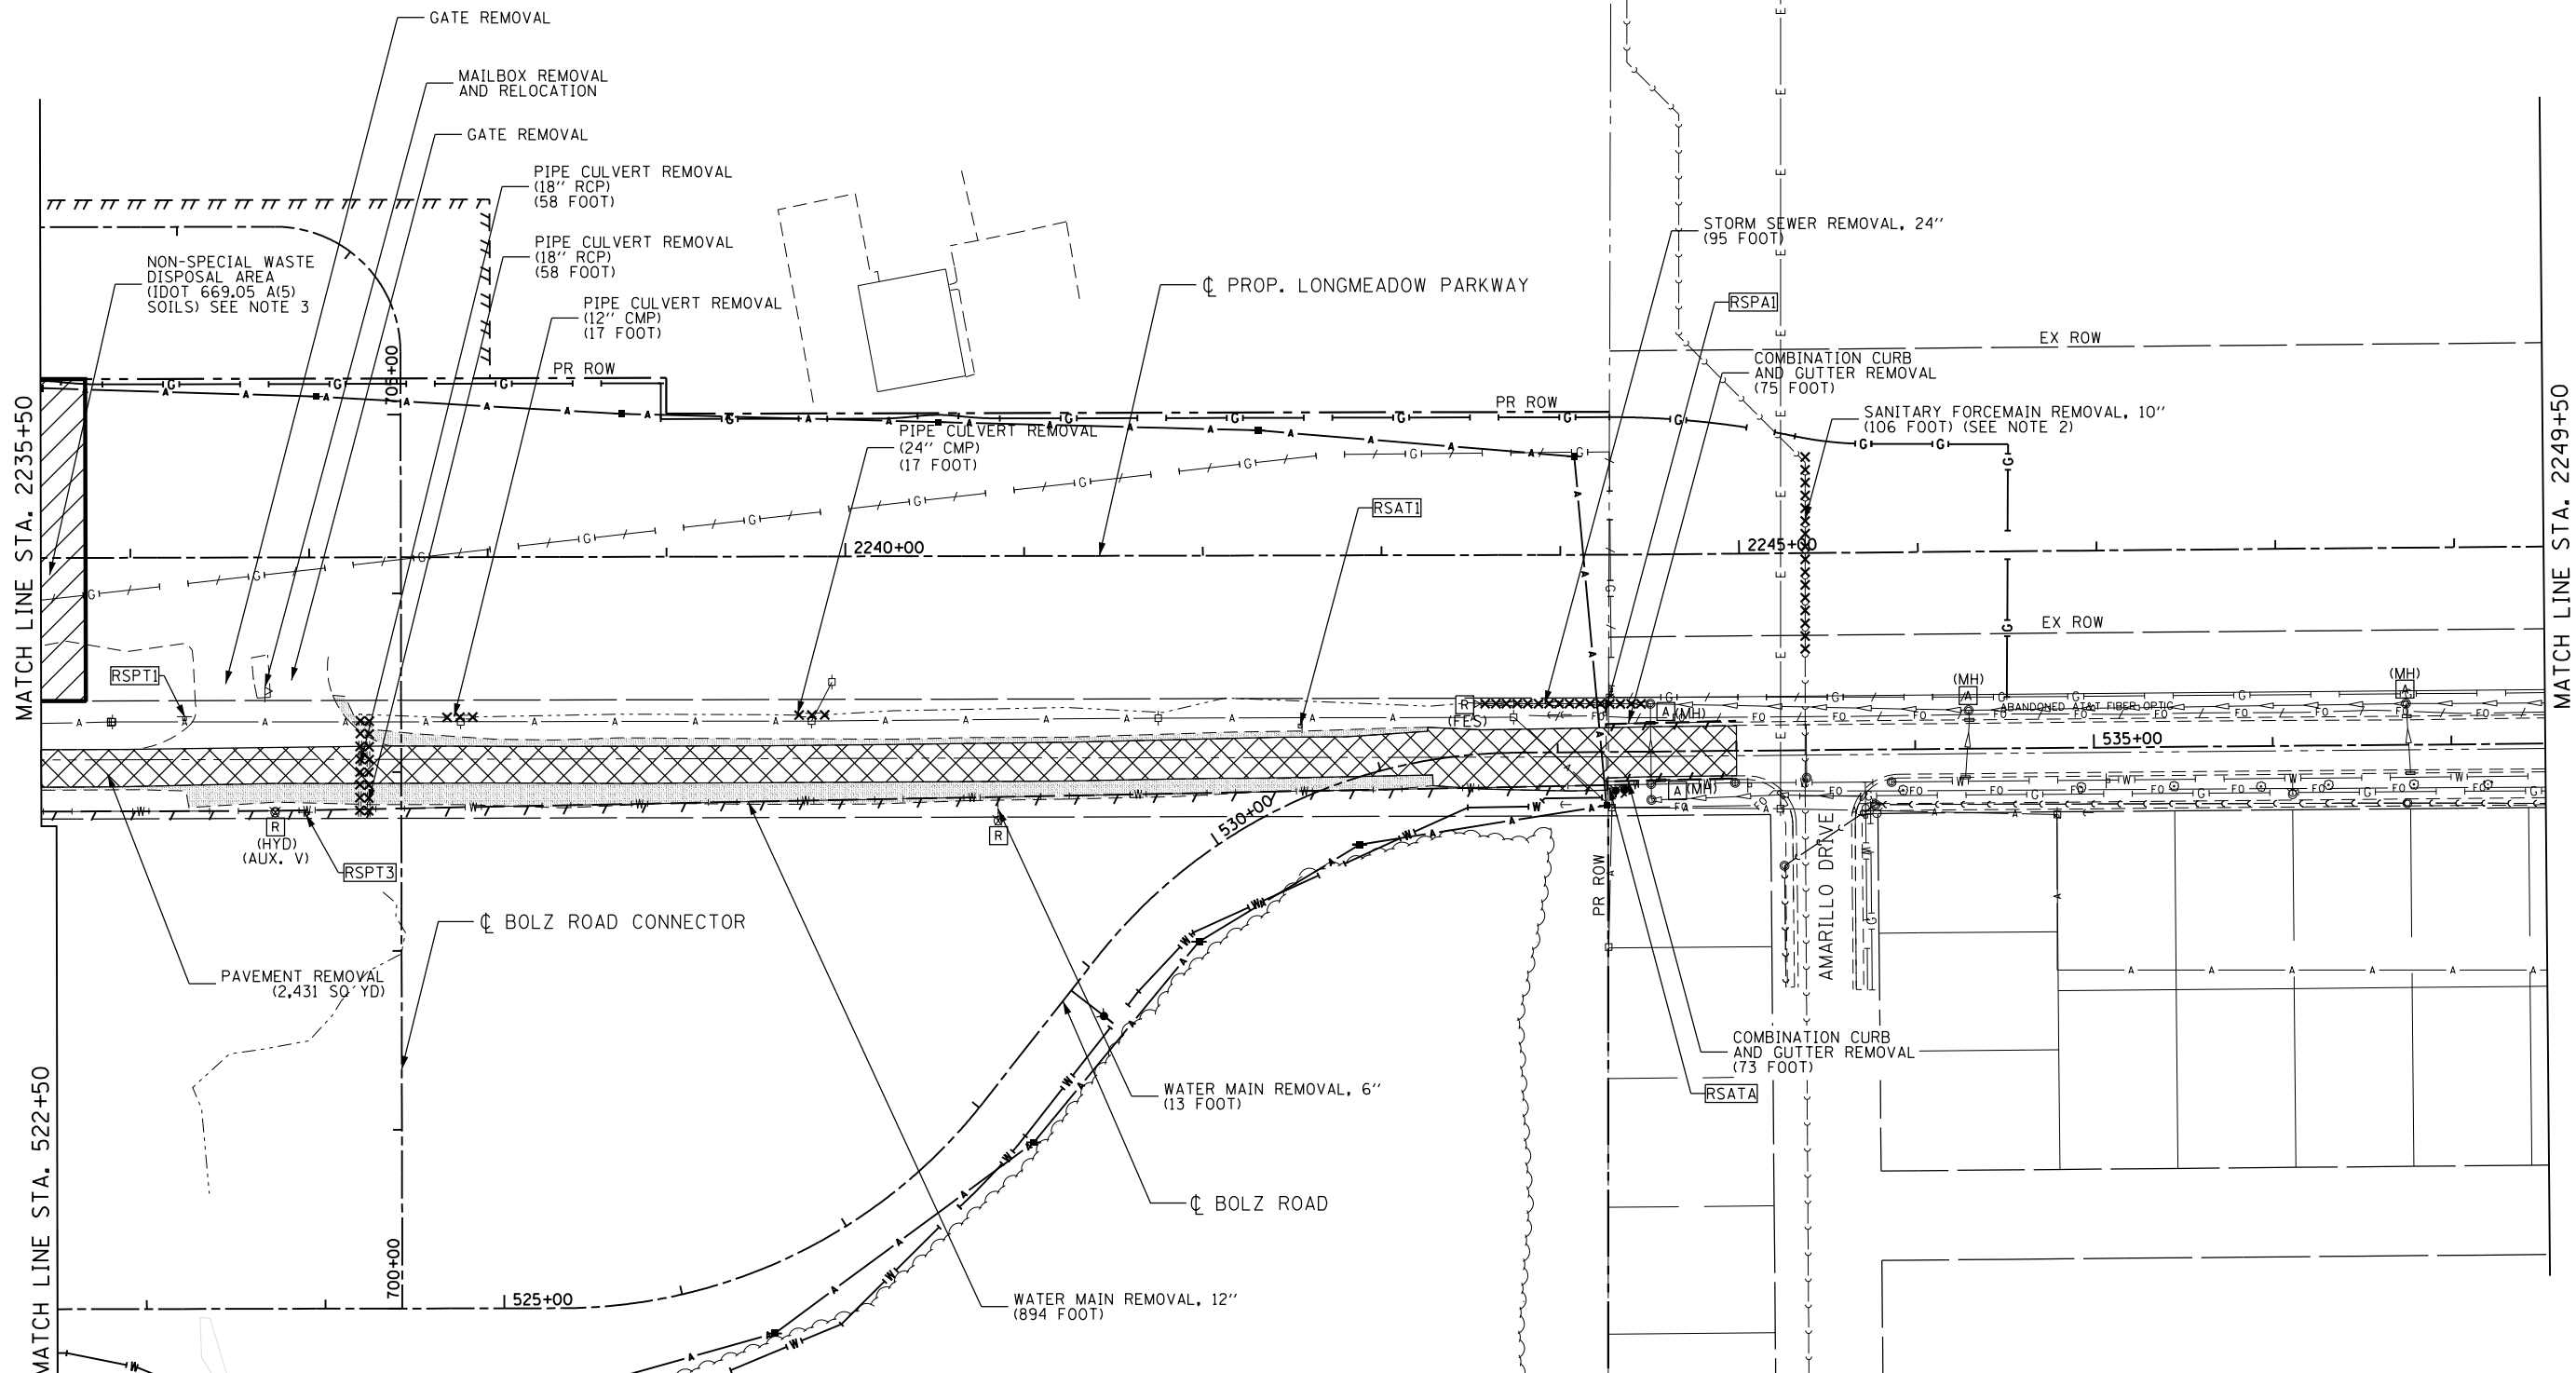 GATE REMOVAL
MAILBOX REMOVAL
AND RELOCATION
GATE REMOVAL
PIPE CULVERT REMOVAL
(18" RCP)
(58 FOOT)
PIPE CULVERT REMOVAL
(18" RCP)
(58 FOOT)
PIPE CULVERT REMOVAL
(12" CMP)
(17 FOOT)
NON-SPECIAL WASTE
DISPOSAL AREA
(IDOT 669.05 A(5)
SOILS) SEE NOTE 3
℄ PROP. LONGMEADOW PARKWAY
STORM SEWER REMOVAL, 24"
(95 FOOT)
RSPA1
EX ROW
COMBINATION CURB
AND GUTTER REMOVAL
(75 FOOT)
SANITARY FORCEMAIN REMOVAL, 10"
(106 FOOT) (SEE NOTE 2)
PR ROW
705+00
PR ROW
PIPE CULVERT REMOVAL
(24" CMP)
(17 FOOT)
RSAT1
MATCH LINE STA. 2235+50
MATCH LINE STA. 2249+50
2240+00
2245+00
EX ROW
RSPT1
R
(FES)
A (MH)
(MH)
A
(MH)
A
ABANDONED AT&T FIBER OPTIC
535+00
A (MH)
R
(HYD)
(AUX. V)
RSPT3
R
530+00
PR ROW
AMARILLO DRIVE
℄ BOLZ ROAD CONNECTOR
PAVEMENT REMOVAL
(2,431 SQ YD)
COMBINATION CURB
AND GUTTER REMOVAL
(73 FOOT)
RSATA
WATER MAIN REMOVAL, 6"
(13 FOOT)
℄ BOLZ ROAD
WATER MAIN REMOVAL, 12"
(894 FOOT)
MATCH LINE STA. 522+50
700+00
525+00